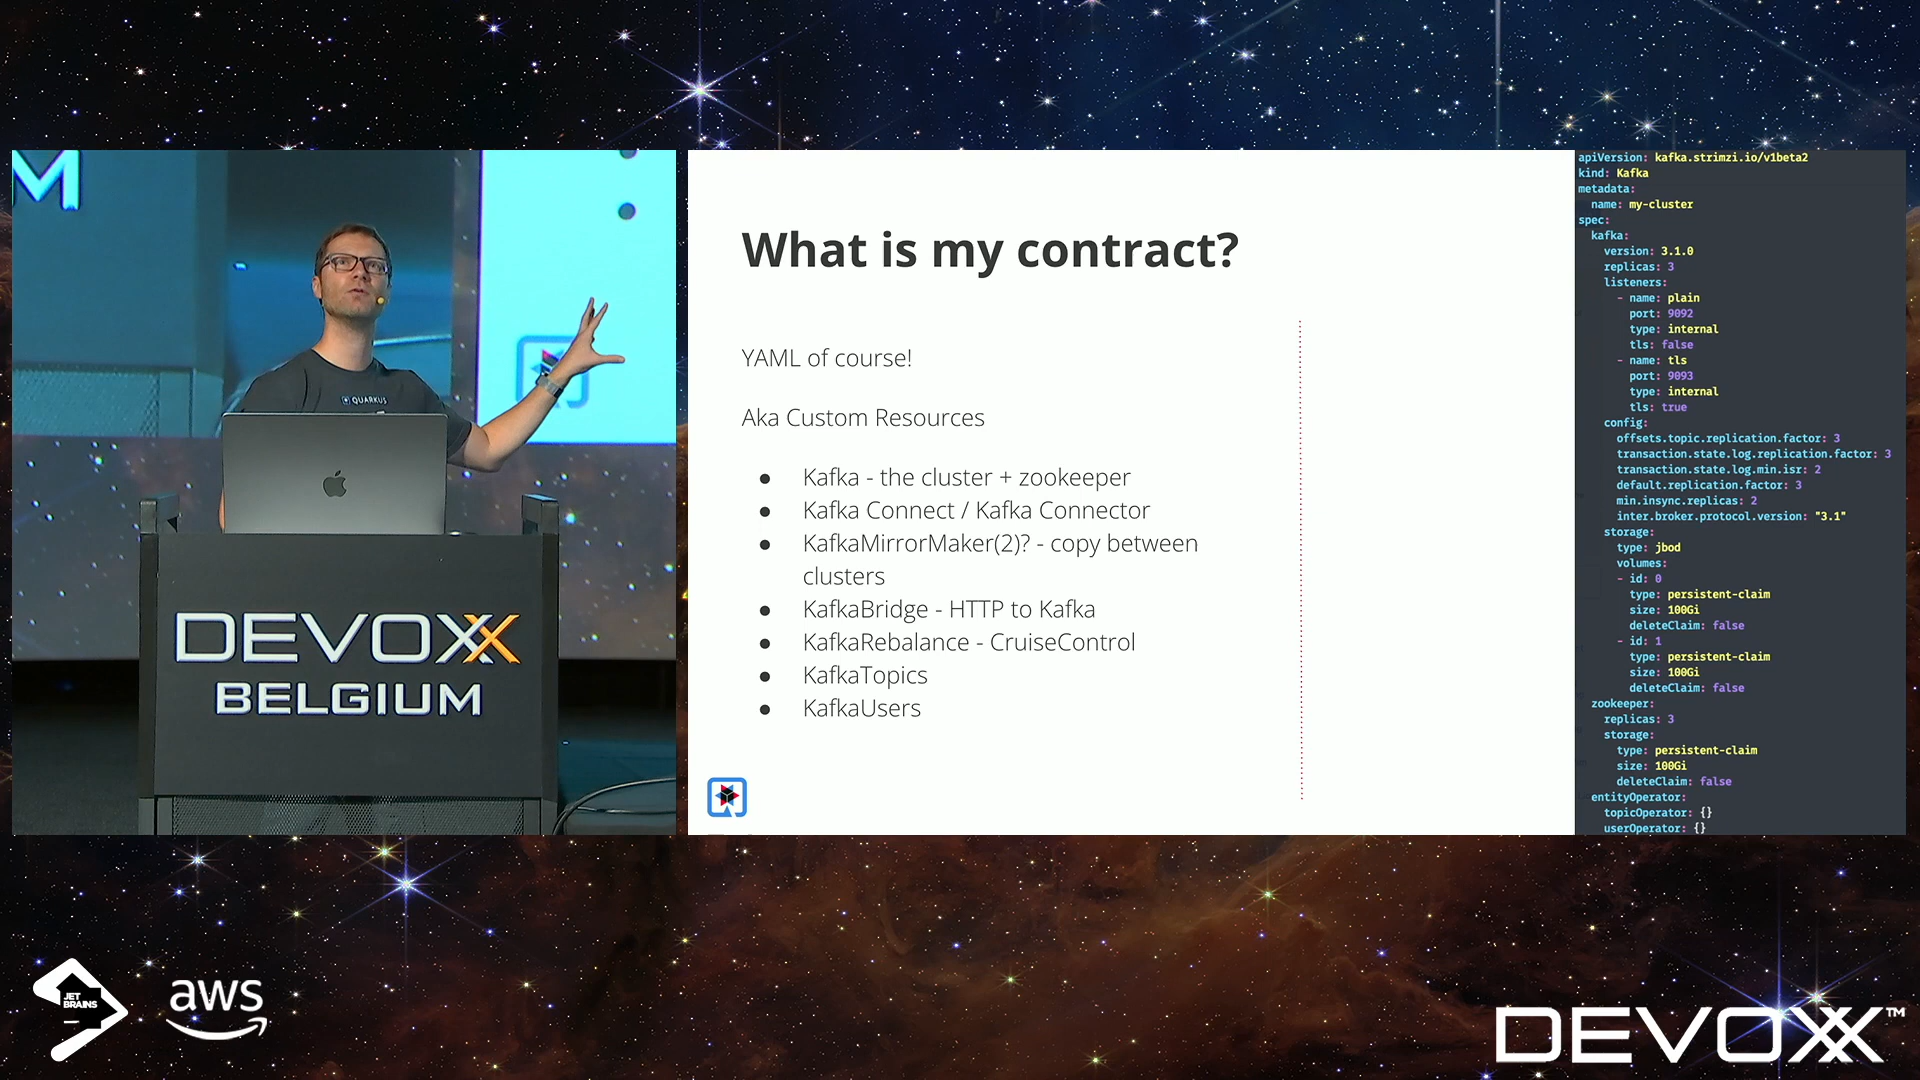 M
QUARKUS
DEVOXX
BELGIUM
What is my contract?
YAML of course!
Aka Custom Resources
● Kafka - the cluster + zookeeper
● Kafka Connect / Kafka Connector
● KafkaMirrorMaker(2)? - copy between
clusters
● KafkaBridge - HTTP to Kafka
● KafkaRebalance - CruiseControl
● KafkaTopics
● KafkaUsers
apiVersion: kafka.strimzi.io/v1beta2
kind: Kafka
metadata:
  name: my-cluster
spec:
  kafka:
    version: 3.1.0
    replicas: 3
    listeners:
      - name: plain
        port: 9092
        type: internal
        tls: false
      - name: tls
        port: 9093
        type: internal
        tls: true
    config:
      offsets.topic.replication.factor: 3
      transaction.state.log.replication.factor: 3
      transaction.state.log.min.isr: 2
      default.replication.factor: 3
      min.insync.replicas: 2
      inter.broker.protocol.version: "3.1"
    storage:
      type: jbod
      volumes:
      - id: 0
        type: persistent-claim
        size: 100Gi
        deleteClaim: false
      - id: 1
        type: persistent-claim
        size: 100Gi
        deleteClaim: false
  zookeeper:
    replicas: 3
    storage:
      type: persistent-claim
      size: 100Gi
      deleteClaim: false
  entityOperator:
    topicOperator: {}
    userOperator: {}
JET
BRAINS
aws
DEVOXX™